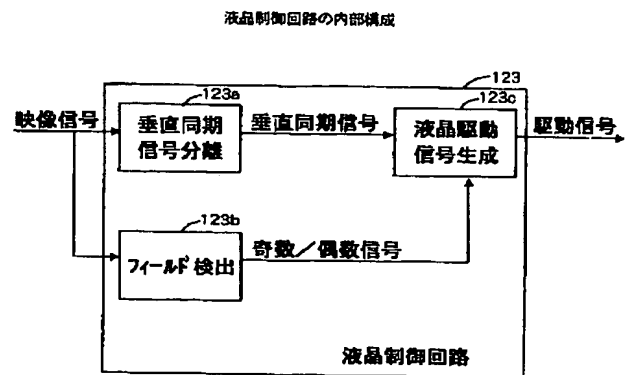 液晶制御回路の内部構成
123
123a
123c
映像信号
垂直同期
信号分離
垂直同期信号
液晶駆動
信号生成
駆動信号
123b
フィールド検出
奇数/偶数信号
液晶制御回路